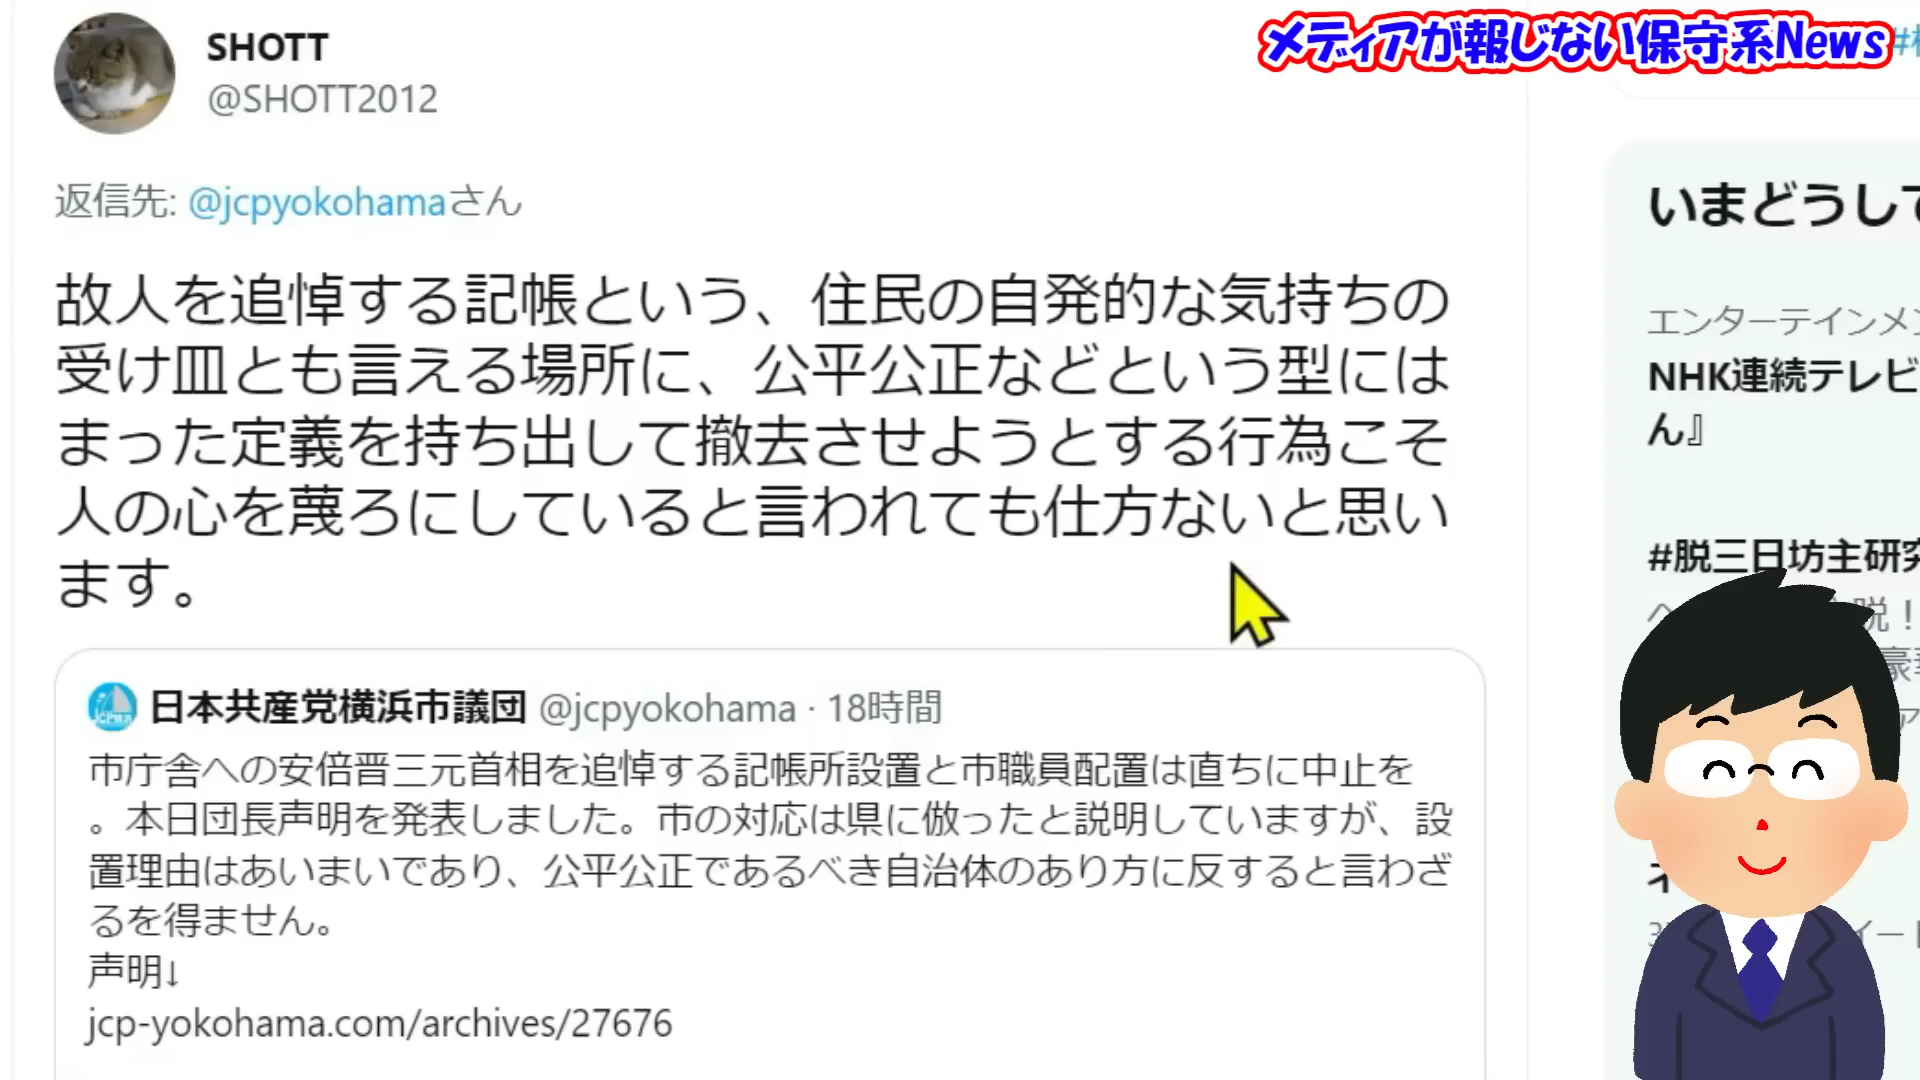 メディアが報じない保守系News
SHOTT
@SHOTT2012
返信先: @jcpyokohamaさん
故人を追悼する記帳という、住民の自発的な気持ちの
受け皿とも言える場所に、公平公正などという型には
まった定義を持ち出して撤去させようとする行為こそ
人の心を蔑ろにしていると言われても仕方ないと思い
ます。
日本共産党横浜市議団 @jcpyokohama · 18時間
市庁舎への安倍晋三元首相を追悼する記帳所設置と市職員配置は直ちに中止を
。本日団長声明を発表しました。市の対応は県に倣ったと説明していますが、設
置理由はあいまいであり、公平公正であるべき自治体のあり方に反すると言わざ
るを得ません。
声明↓
jcp-yokohama.com/archives/27676
いまどうして
エンターテインメン
NHK連続テレビ
ん』
#脱三日坊主研究
脱！